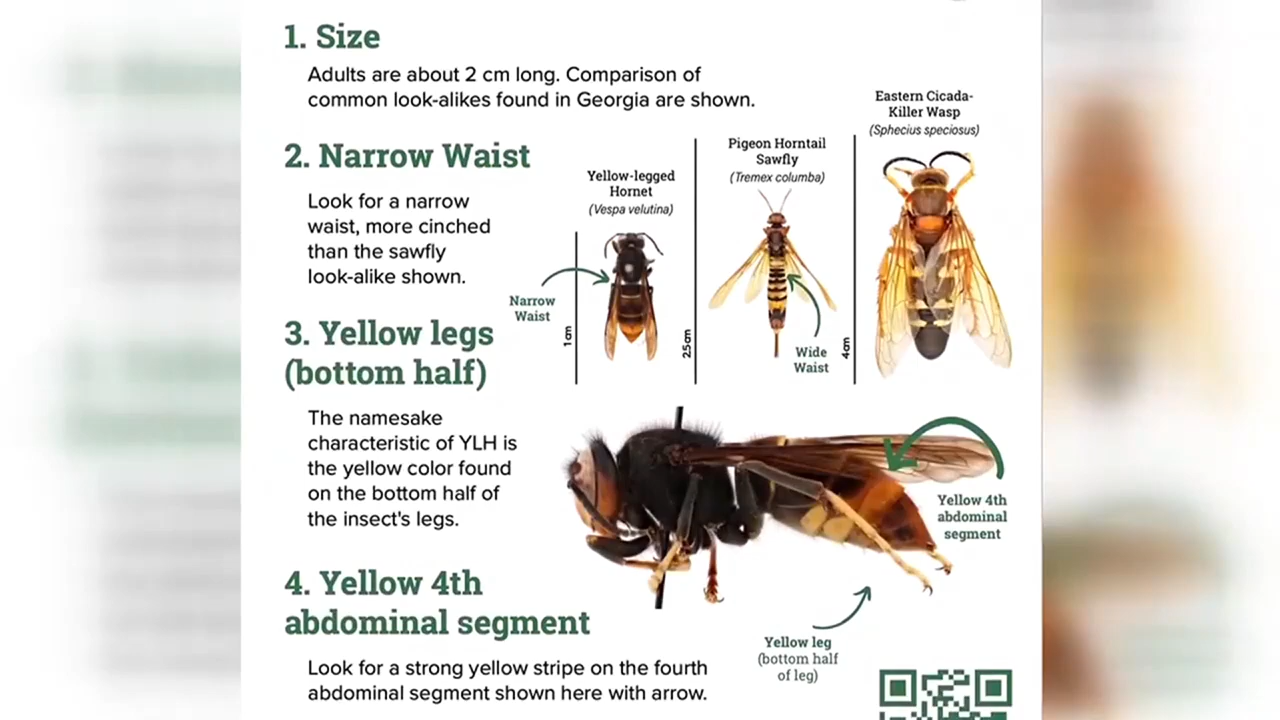 1. Size
Adults are about 2 cm long. Comparison of
common look-alikes found in Georgia are shown.
2. Narrow Waist
Look for a narrow
waist, more cinched
than the sawfly
look-alike shown.
3. Yellow legs
(bottom half)
The namesake
characteristic of YLH is
the yellow color found
on the bottom half of
the insect's legs.
4. Yellow 4th
abdominal segment
Look for a strong yellow stripe on the fourth
abdominal segment shown here with arrow.
Yellow-legged
Hornet
(Vespa velutina)
Narrow
Waist
1cm
Pigeon Horntail
Sawfly
(Tremex columba)
2.5cm
Wide
Waist
Eastern Cicada-
Killer Wasp
(Sphecius speciosus)
4cm
Yellow 4th
abdominal
segment
Yellow leg
(bottom half
of leg)